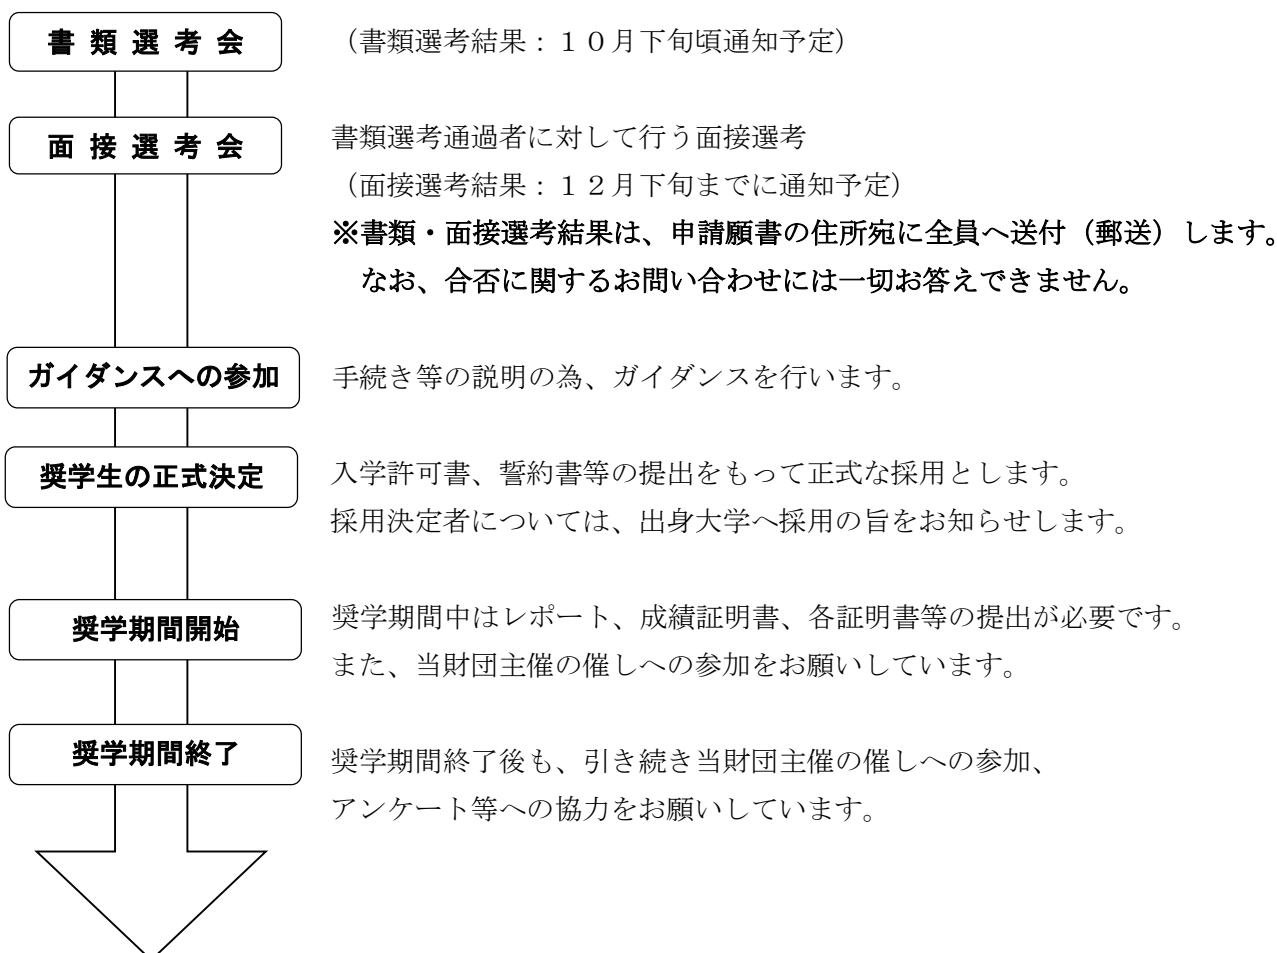 書類選考会
（書類選考結果：１０月下旬頃通知予定）
面接選考会
書類選考通過者に対して行う面接選考
（面接選考結果：１２月下旬までに通知予定）
※書類・面接選考結果は、申請願書の住所宛に全員へ送付（郵送）します。
なお、合否に関するお問い合わせには一切お答えできません。
ガイダンスへの参加
手続き等の説明の為、ガイダンスを行います。
奨学生の正式決定
入学許可書、誓約書等の提出をもって正式な採用とします。
採用決定者については、出身大学へ採用の旨をお知らせします。
奨学期間開始
奨学期間中はレポート、成績証明書、各証明書等の提出が必要です。
また、当財団主催の催しへの参加をお願いしています。
奨学期間終了
奨学期間終了後も、引き続き当財団主催の催しへの参加、
アンケート等への協力をお願いしています。